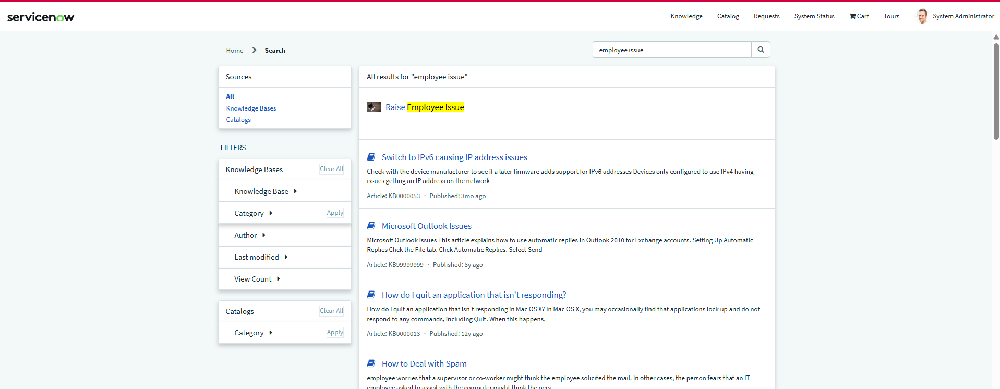 servicenow
Knowledge
Catalog
Requests
System Status
Cart
Tours
System Administrator
Home
Search
employee issue
Sources
All
Knowledge Bases
Catalogs
FILTERS
Knowledge Bases
Clear All
Knowledge Base
Category
Apply
Author
Last modified
View Count
Catalogs
Clear All
Category
Apply
All results for "employee issue"
Raise Employee Issue
Switch to IPv6 causing IP address issues
Check with the device manufacturer to see if a later firmware adds support for IPv6 addresses Devices only configured to use IPv4 having
issues getting an IP address on the network
Article: KB0000053 · Published: 3mo ago
Microsoft Outlook Issues
Microsoft Outlook Issues This article explains how to use automatic replies in Outlook 2010 for Exchange accounts. Setting Up Automatic
Replies Click the File tab. Click Automatic Replies. Select Send
Article: KB99999999 · Published: 8y ago
How do I quit an application that isn't responding?
How do I quit an application that isn't responding in Mac OS X? In Mac OS X, you may occasionally find that applications lock up and do not
respond to any commands, including Quit. When this happens,
Article: KB0000013 · Published: 12y ago
How to Deal with Spam
employee worries that a supervisor or co-worker might think the employee solicited the mail. In other cases, the person fears that an IT
employee asked to assist with the computer might think the pers